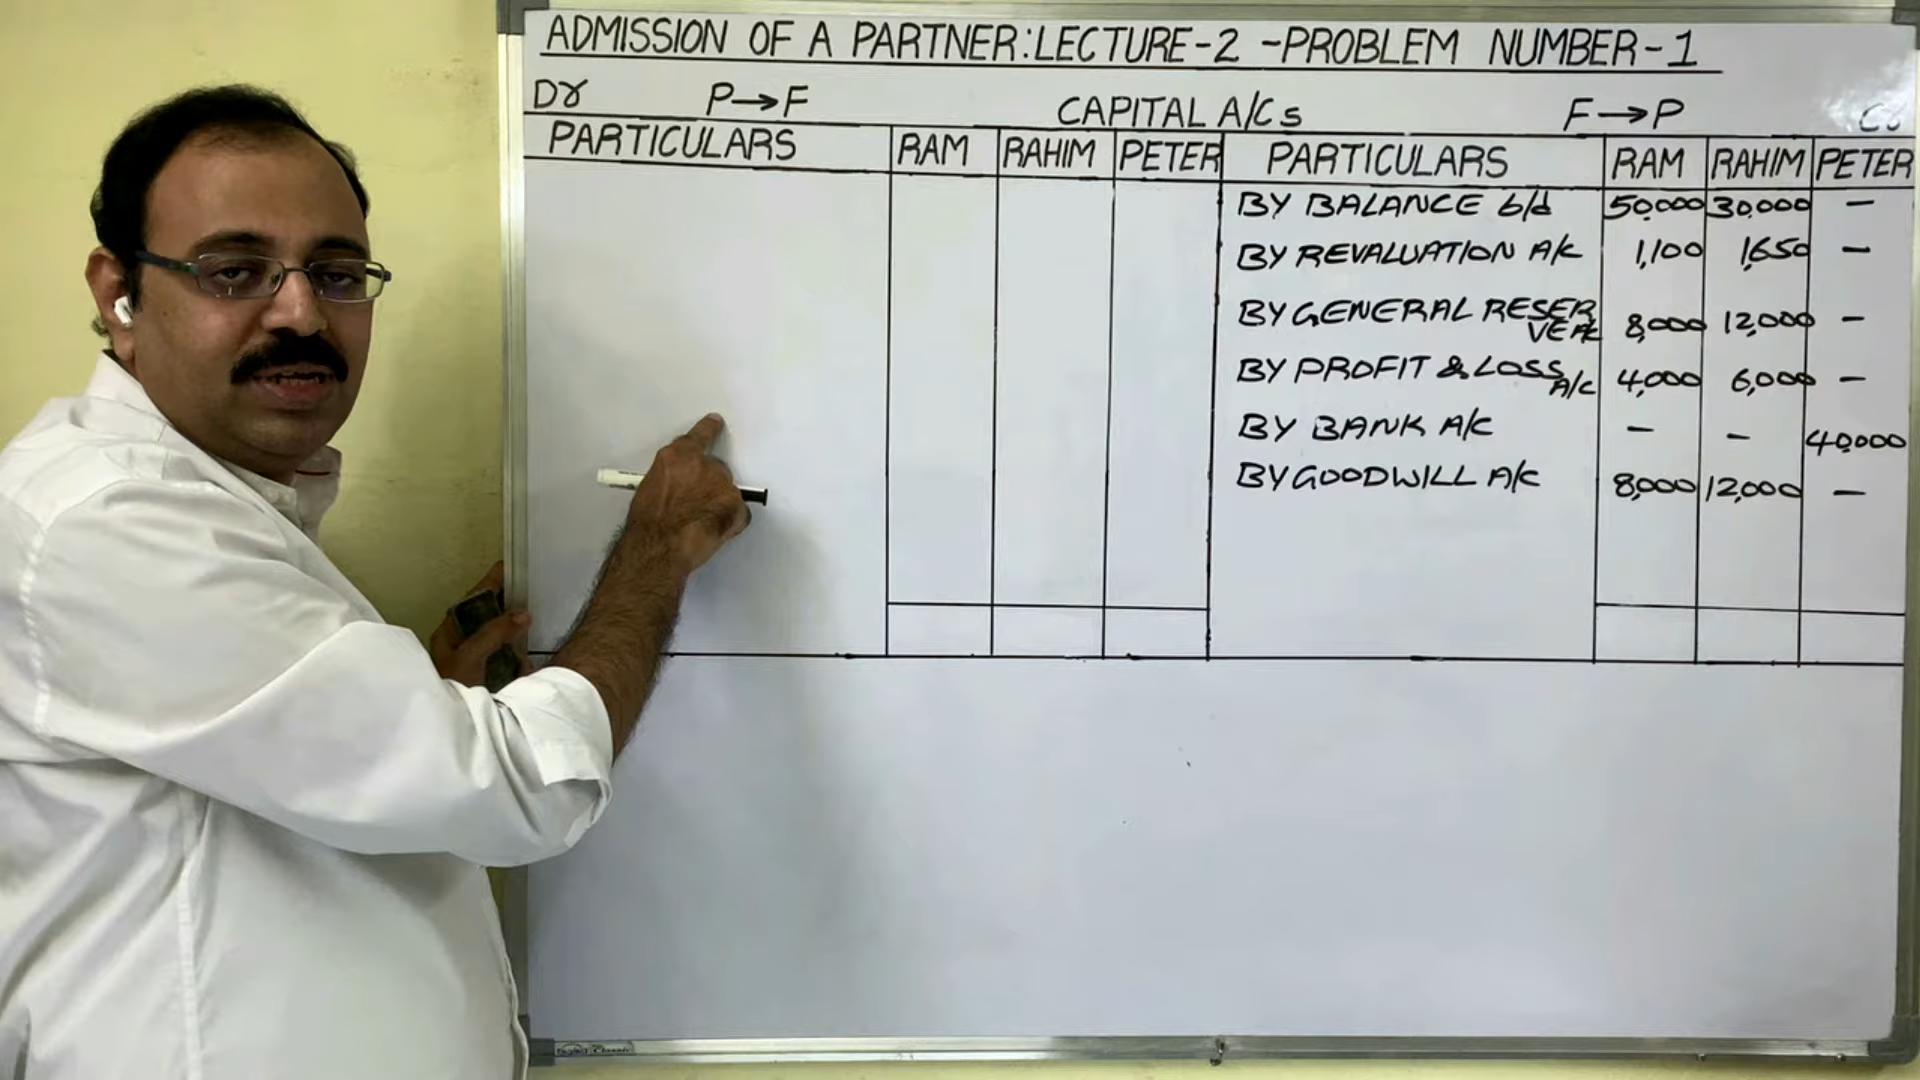 ADMISSION OF A PARTNER:LECTURE-2 -PROBLEM NUMBER-1
Dr P→F CAPITAL A/Cs F→P
PARTICULARS RAM RAHIM PETER PARTICULARS RAM RAHIM PETER
BY BALANCE b/d 50,000 30,000 -
BY REVALUATION A/c 1,100 1,650 -
BY GENERAL RESERVE A/c 8,000 12,000 -
BY PROFIT & LOSS A/c 4,000 6,000 -
BY BANK A/c - - 40,000
BY GOODWILL A/c 8,000 12,000 -